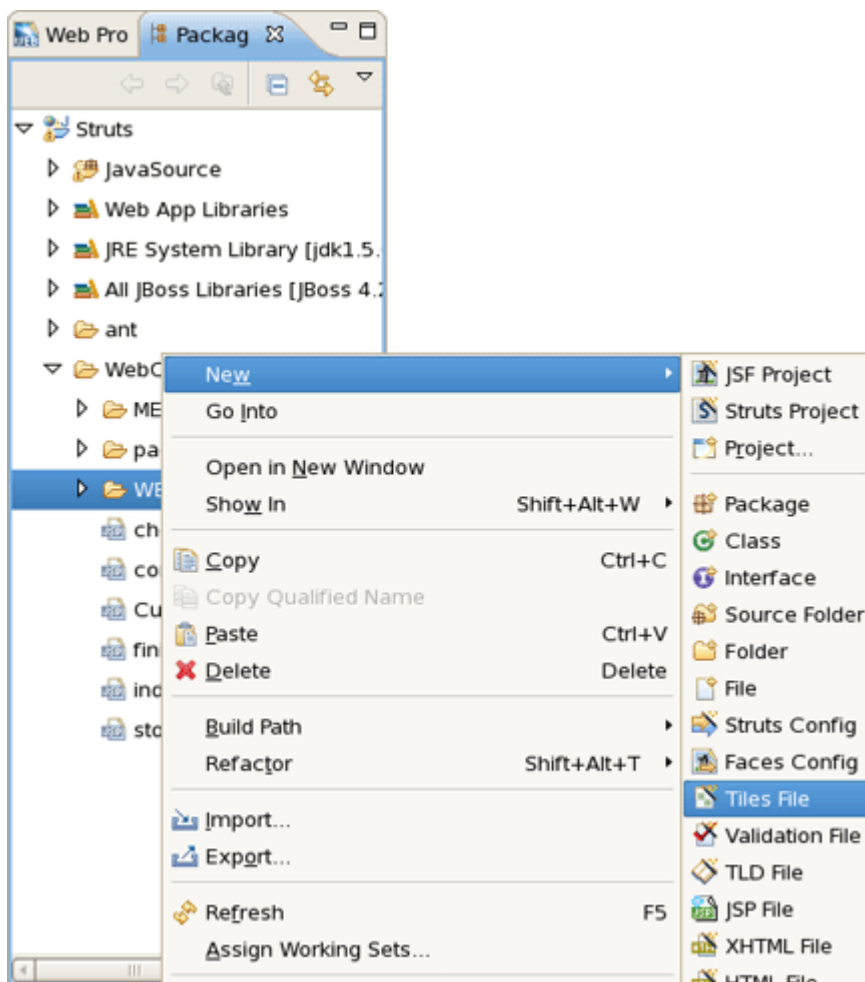 Web Pro Packag
Struts
JavaSource
Web App Libraries
JRE System Library [jdk1.5.
All JBoss Libraries [JBoss 4.2
ant
WebC
ME
pa
WE
ch
co
Cu
fin
ind
sto
New
Go Into
Open in New Window
Show In Shift+Alt+W
Copy Ctrl+C
Copy Qualified Name
Paste Ctrl+V
Delete Delete
Build Path
Refactor Shift+Alt+T
Import...
Export...
Refresh F5
Assign Working Sets...
JSF Project
Struts Project
Project...
Package
Class
Interface
Source Folder
Folder
File
Struts Config
Faces Config
Tiles File
Validation File
TLD File
JSP File
XHTML File
HTML File